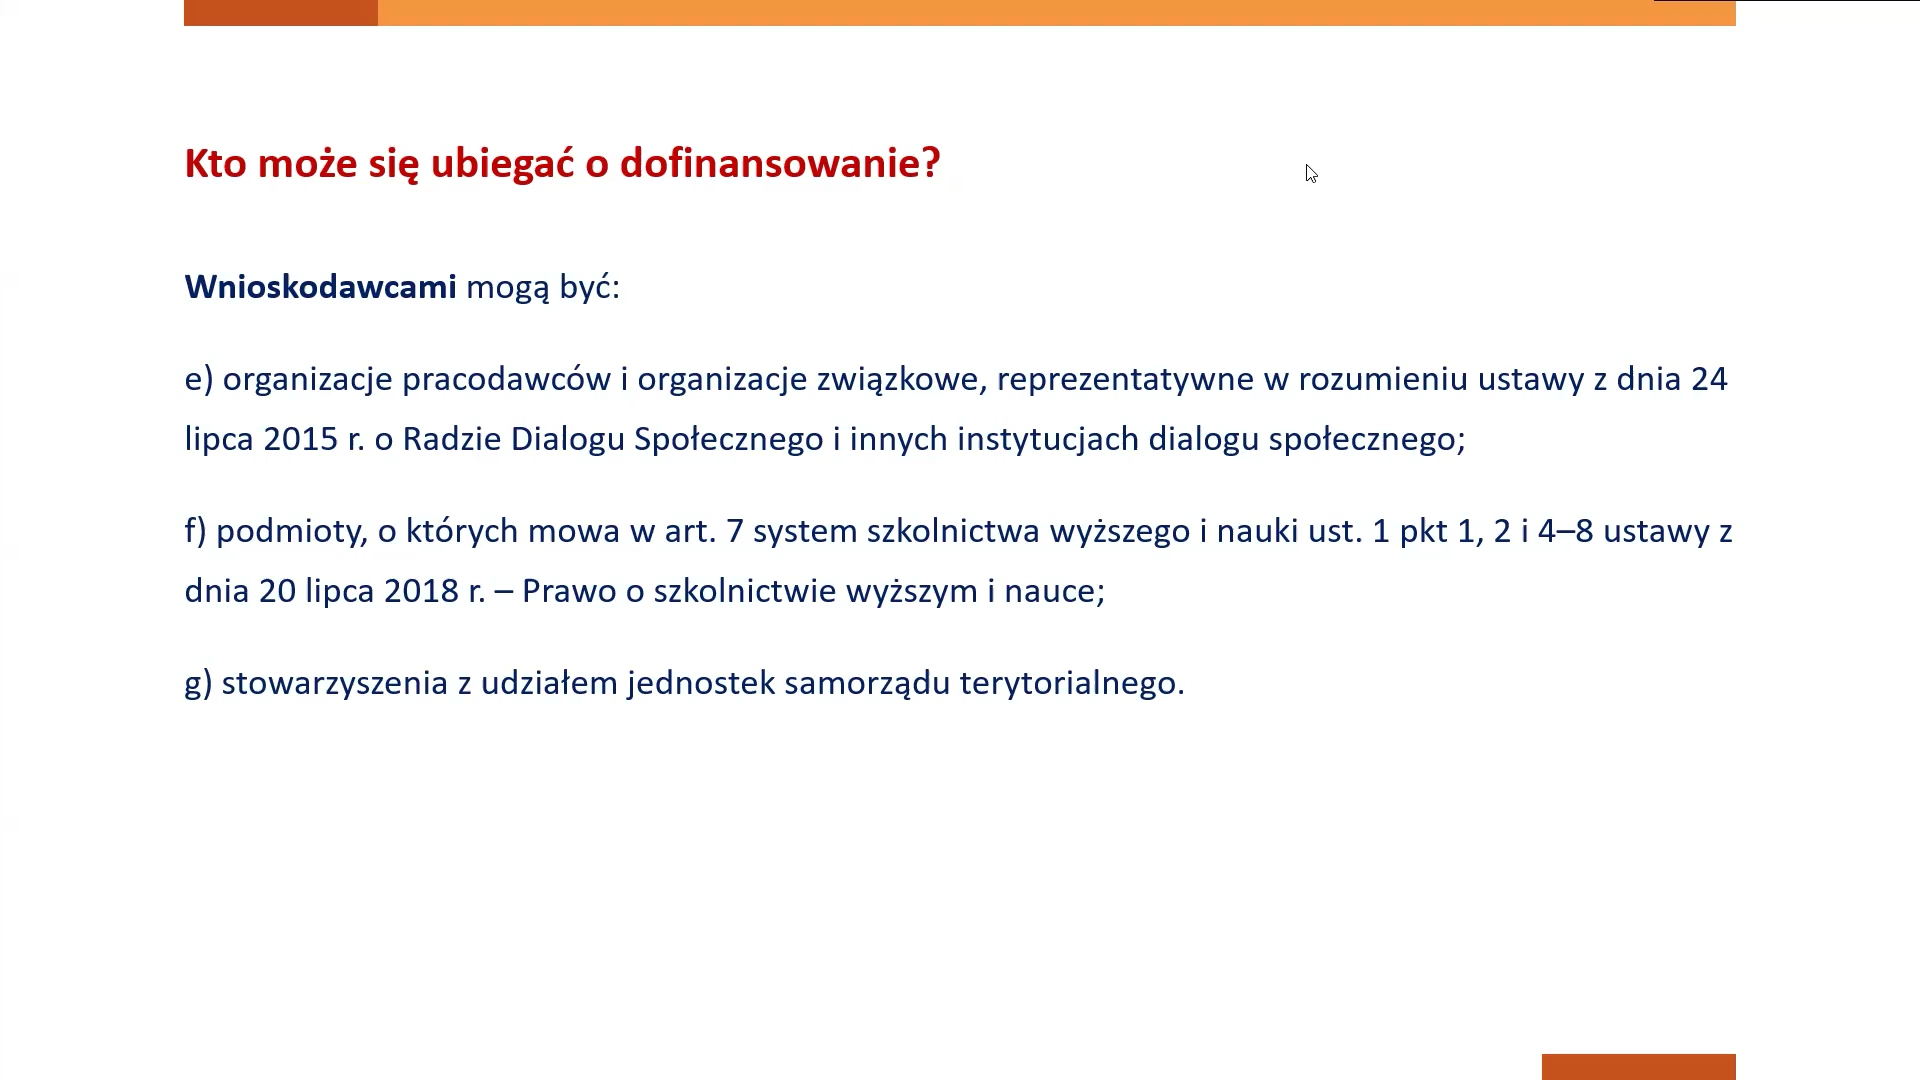 Kto może się ubiegać o dofinansowanie?
Wnioskodawcami mogą być:
e) organizacje pracodawców i organizacje związkowe, reprezentatywne w rozumieniu ustawy z dnia 24
lipca 2015 r. o Radzie Dialogu Społecznego i innych instytucjach dialogu społecznego;
f) podmioty, o których mowa w art. 7 system szkolnictwa wyższego i nauki ust. 1 pkt 1, 2 i 4–8 ustawy z
dnia 20 lipca 2018 r. – Prawo o szkolnictwie wyższym i nauce;
g) stowarzyszenia z udziałem jednostek samorządu terytorialnego.